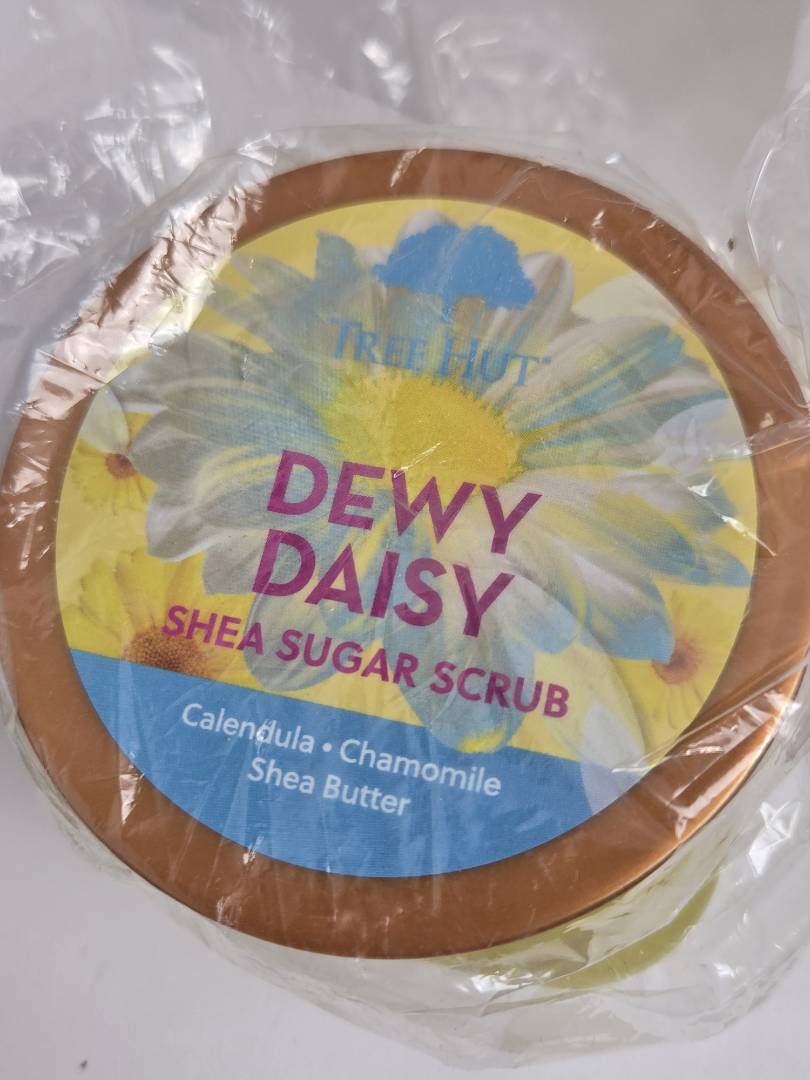 TREE HUT
DEWY
DAISY
SHEA SUGAR SCRUB
Calendula • Chamomile
Shea Butter